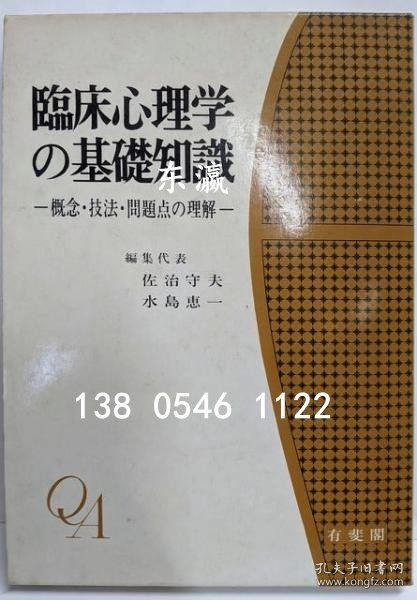 臨床心理学
の基礎知識
东瀛
―概念・技法・問題点の理解―
編集代表
佐治守夫
水島恵一
138 0546 1122
QA
有斐閣
孔夫子旧书网
www.kongfz.com